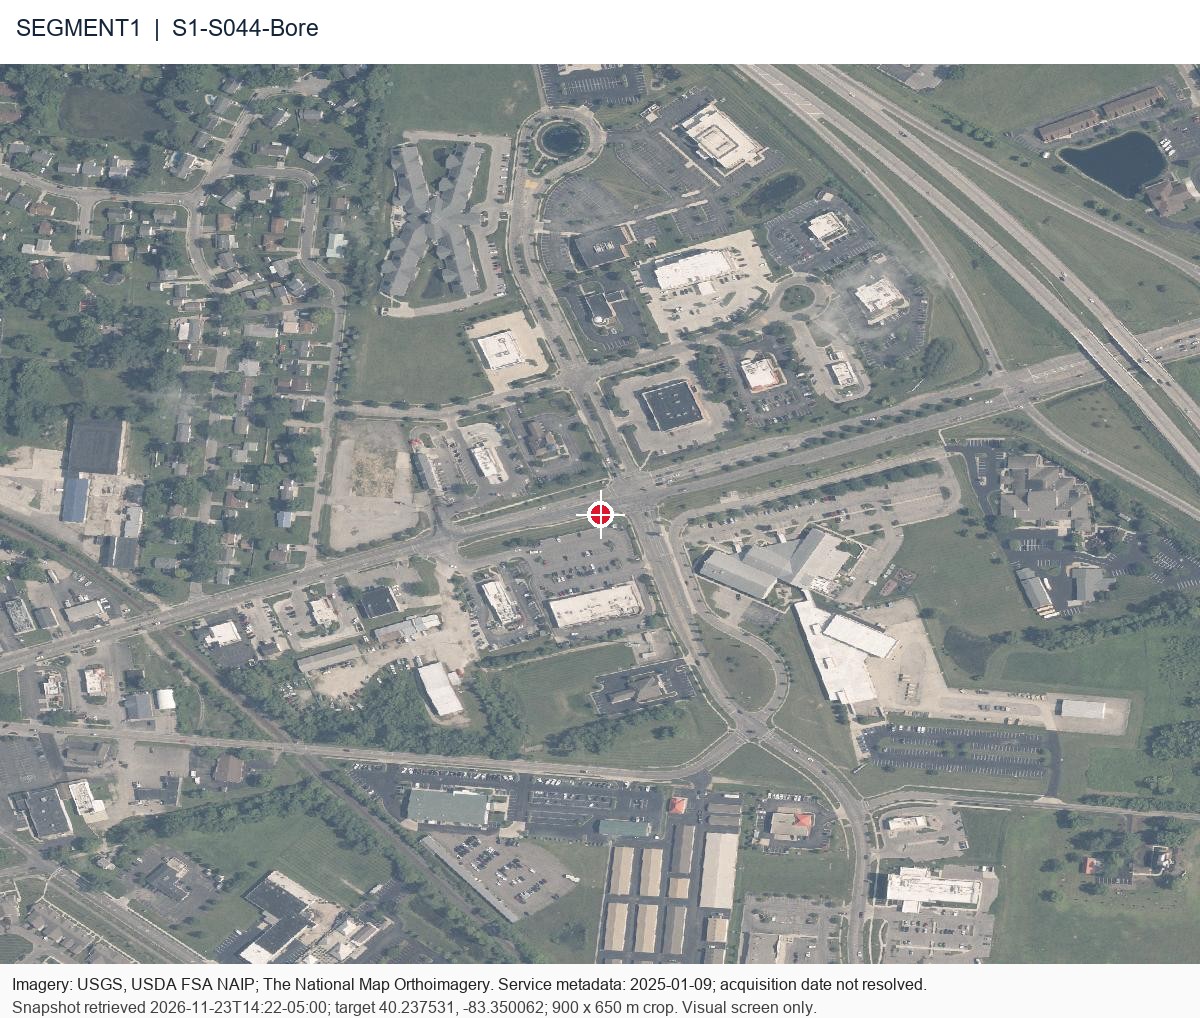 SEGMENT1 | S1-S044-Bore
Imagery: USGS, USDA FSA NAIP; The National Map Orthoimagery. Service metadata: 2025-01-09; acquisition date not resolved.
Snapshot retrieved 2026-11-23T14:22-05:00; target 40.237531, -83.350062; 900 x 650 m crop. Visual screen only.